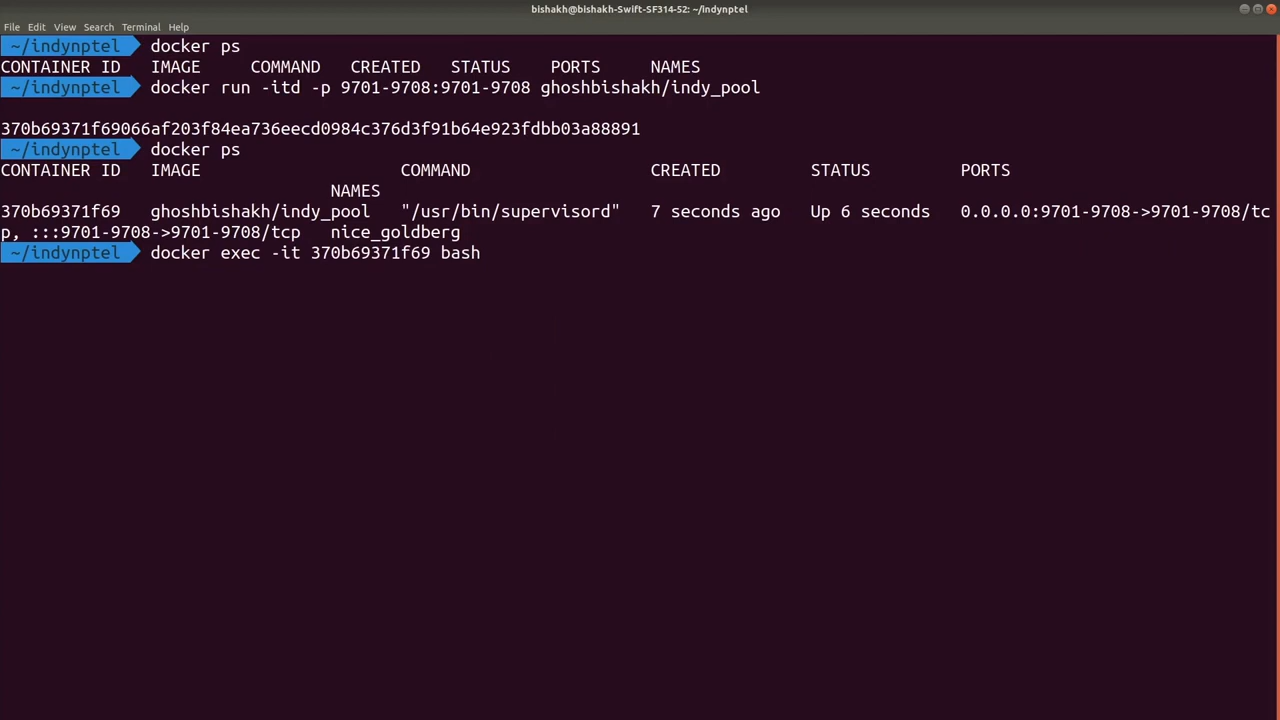 bishakh@bishakh-Swift-SF314-52: ~/indynptel
File Edit View Search Terminal Help
~/indynptel docker ps
CONTAINER ID IMAGE COMMAND CREATED STATUS PORTS NAMES
~/indynptel docker run -itd -p 9701-9708:9701-9708 ghoshbishakh/indy_pool
370b69371f69066af203f84ea736eecd0984c376d3f91b64e923fdbb03a88891
~/indynptel docker ps
CONTAINER ID IMAGE COMMAND CREATED STATUS PORTS
NAMES
370b69371f69 ghoshbishakh/indy_pool "/usr/bin/supervisord" 7 seconds ago Up 6 seconds 0.0.0.0:9701-9708->9701-9708/tc
p, :::9701-9708->9701-9708/tcp nice_goldberg
~/indynptel docker exec -it 370b69371f69 bash